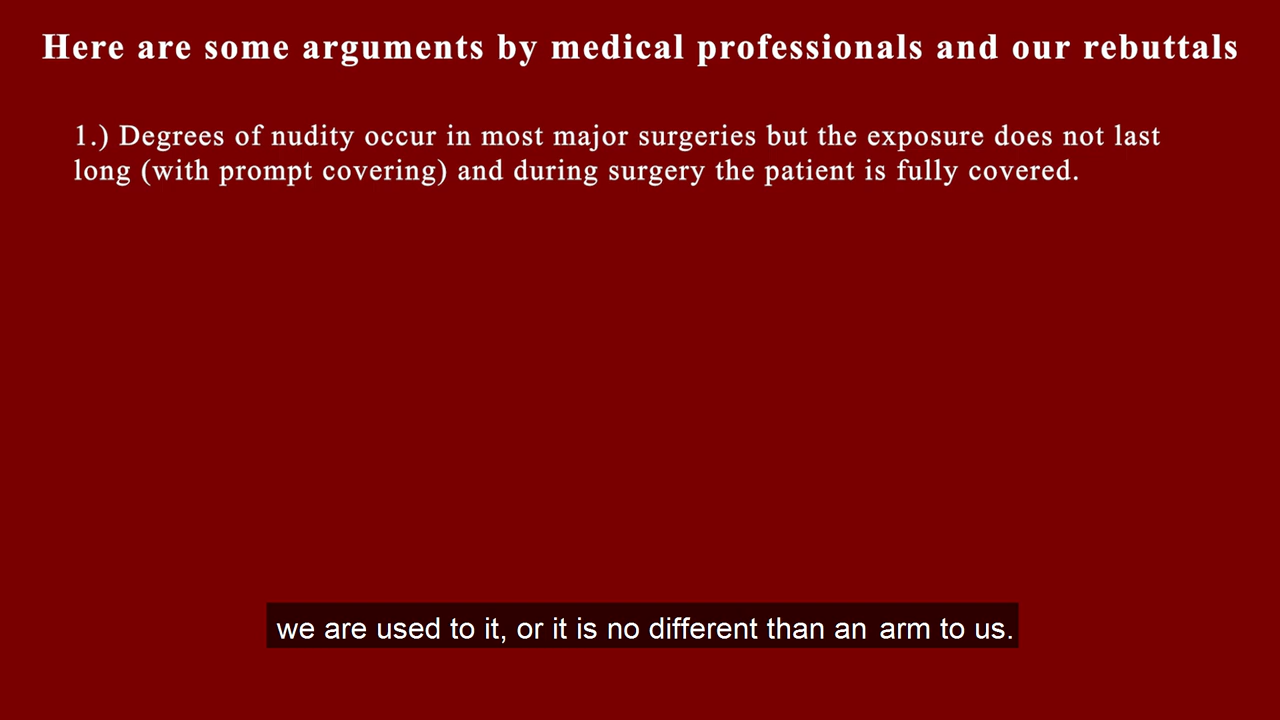 Here are some arguments by medical professionals and our rebuttals
1.) Degrees of nudity occur in most major surgeries but the exposure does not last
long (with prompt covering) and during surgery the patient is fully covered.
we are used to it, or it is no different than an arm to us.